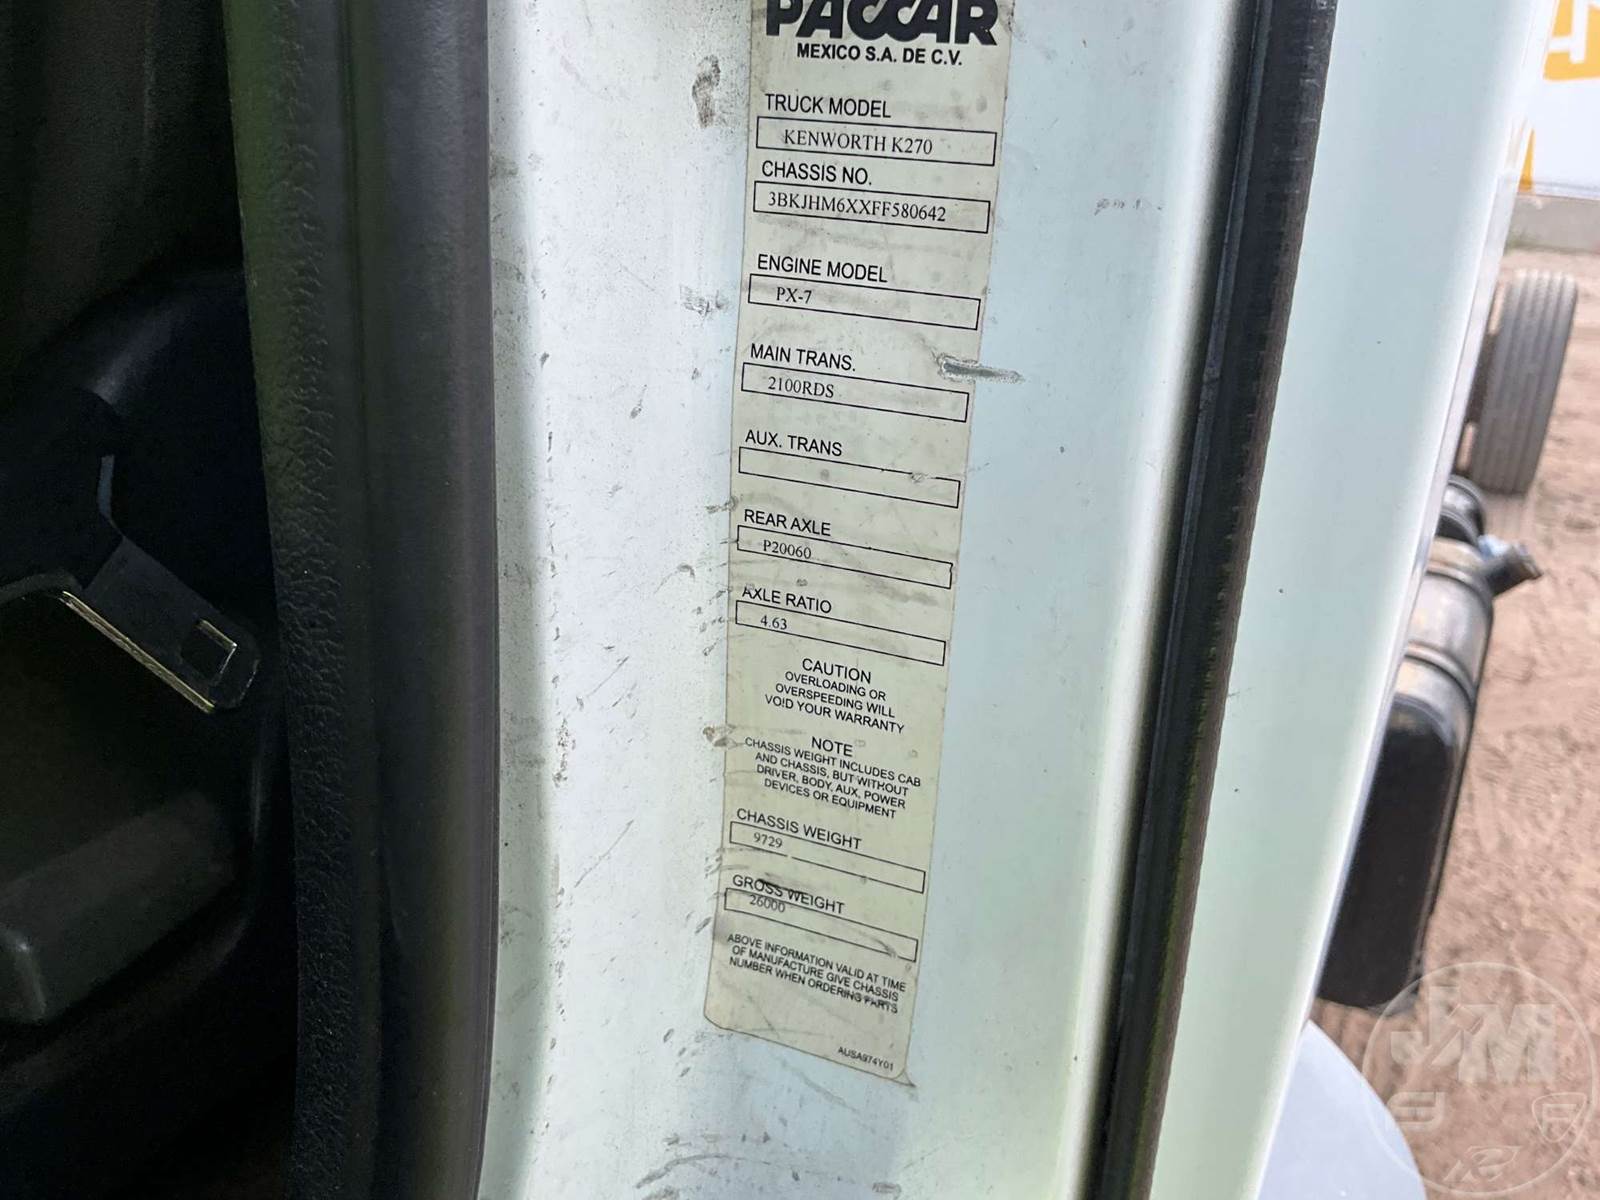 PACCAR
MEXICO S.A. DE C.V.
TRUCK MODEL
KENWORTH K270
CHASSIS NO.
3BKJHM6XXFF580642
ENGINE MODEL
PX-7
MAIN TRANS.
2100RDS
AUX. TRANS
REAR AXLE
P20060
AXLE RATIO
4.63
CAUTION
OVERLOADING OR
OVERSPEEDING WILL
VOID YOUR WARRANTY
NOTE
CHASSIS WEIGHT INCLUDES CAB
AND CHASSIS, BUT WITHOUT
DRIVER, BODY, AUX, POWER
DEVICES OR EQUIPMENT
CHASSIS WEIGHT
9729
GROSS WEIGHT
26000
ABOVE INFORMATION VALID AT TIME
OF MANUFACTURE GIVE CHASSIS
NUMBER WHEN ORDERING PARTS
AUSA974Y01